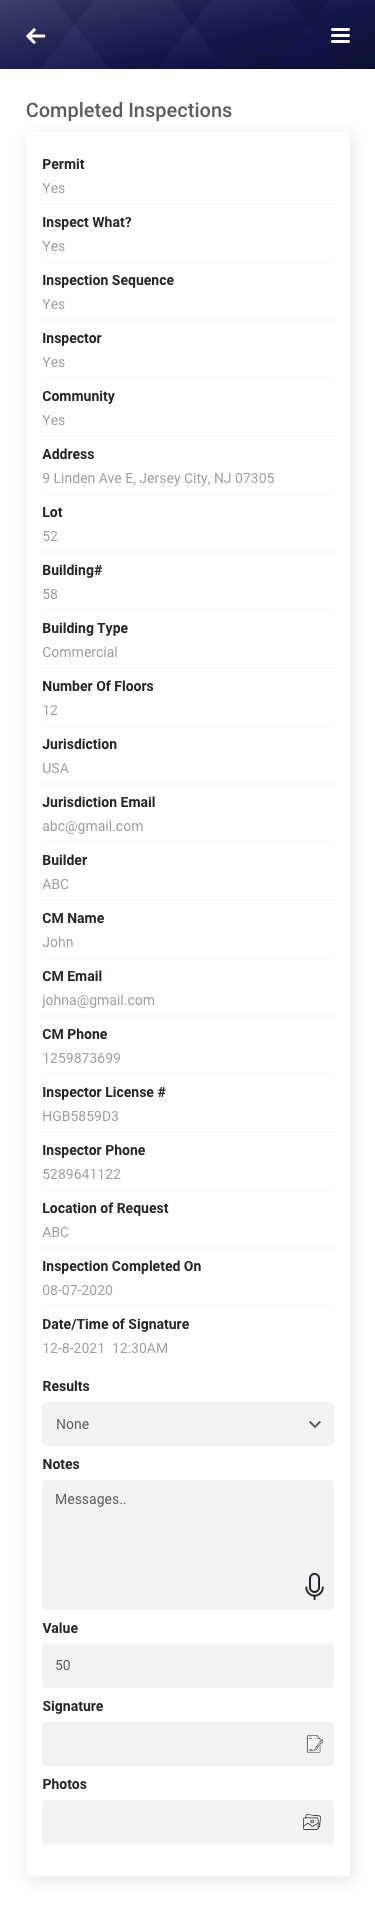 Completed Inspections
Permit
Yes
Inspect What?
Yes
Inspection Sequence
Yes
Inspector
Yes
Community
Yes
Address
9 Linden Ave E, Jersey City, NJ 07305
Lot
52
Building#
58
Building Type
Commercial
Number Of Floors
12
Jurisdiction
USA
Jurisdiction Email
abc@gmail.com
Builder
ABC
CM Name
John
CM Email
johna@gmail.com
CM Phone
1259873699
Inspector License #
HGB5859D3
Inspector Phone
5289641122
Location of Request
ABC
Inspection Completed On
08-07-2020
Date/Time of Signature
12-8-2021  12:30AM
Results
None
Notes
Messages..
Value
50
Signature
Photos